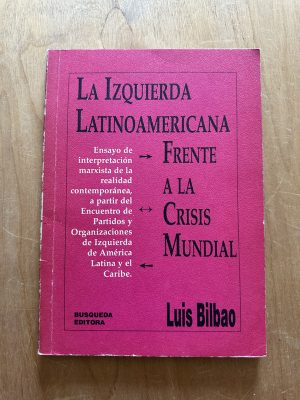 LA IZQUIERDA
LATINOAMERICANA
FRENTE
A LA
CRISIS
MUNDIAL
Ensayo de
interpretación
marxista de la
realidad
contemporánea,
a partir del
Encuentro de
Partidos y
Organizaciones
de Izquierda
de América
Latina y el
Caribe.
BUSQUEDA
EDITORA
Luis Bilbao